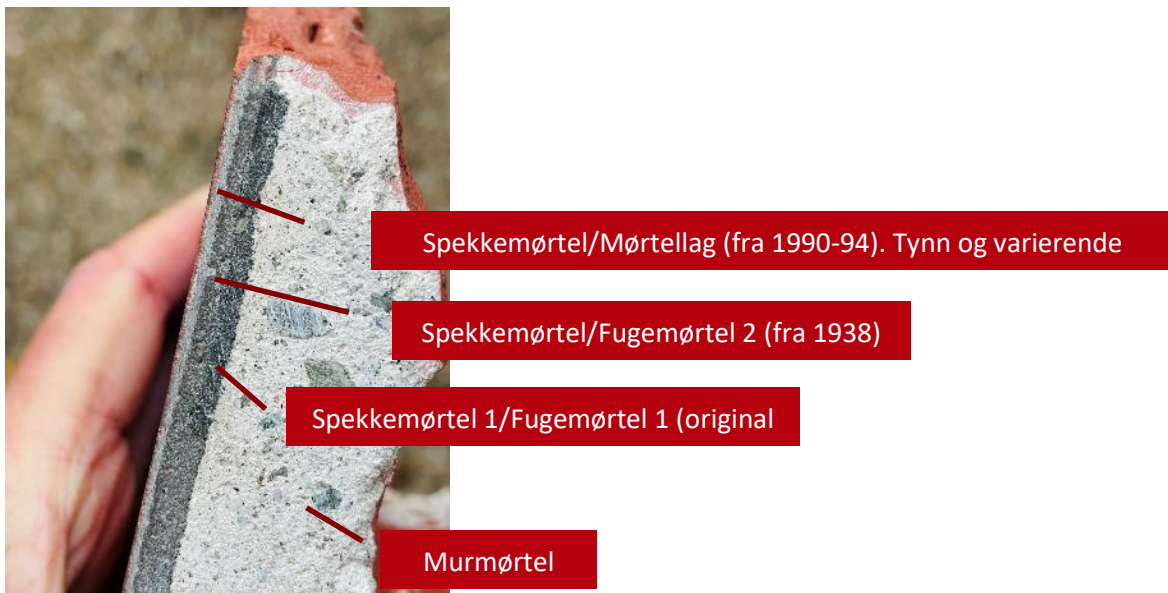 Spekkemørtel/Mørtellag (fra 1990-94). Tynn og varierende
Spekkemørtel/Fugemørtel 2 (fra 1938)
Spekkemørtel 1/Fugemørtel 1 (original
Murmørtel